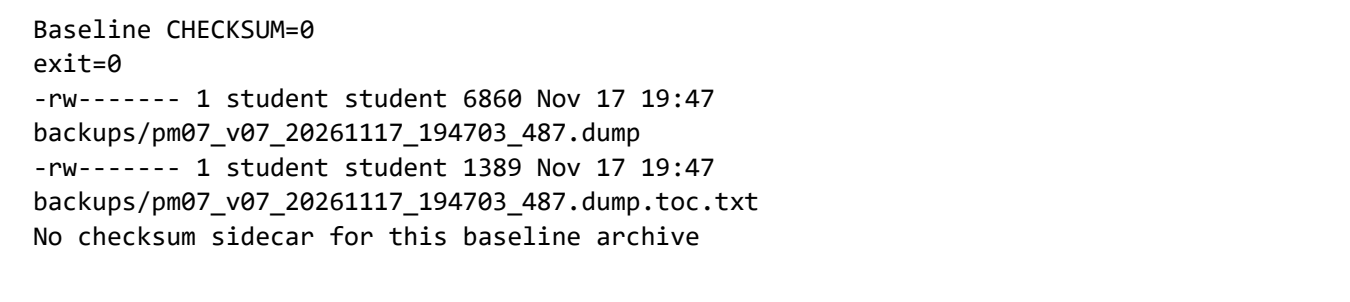 Baseline CHECKSUM=0
exit=0
-rw------- 1 student student 6860 Nov 17 19:47
backups/pm07_v07_20261117_194703_487.dump
-rw------- 1 student student 1389 Nov 17 19:47
backups/pm07_v07_20261117_194703_487.dump.toc.txt
No checksum sidecar for this baseline archive